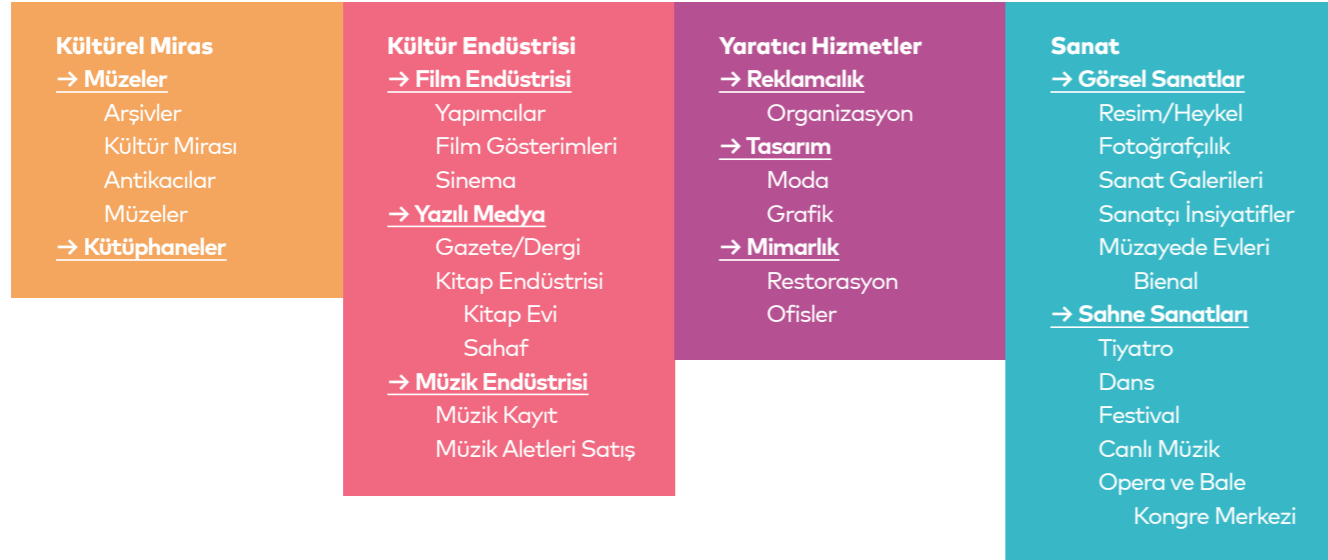 Kültürel Miras
→ Müzeler
Arşivler
Kültür Mirası
Antikacılar
Müzeler
→ Kütüphaneler
Kültür Endüstrisi
→ Film Endüstrisi
Yapımcılar
Film Gösterimleri
Sinema
→ Yazılı Medya
Gazete/Dergi
Kitap Endüstrisi
Kitap Evi
Sahaf
→ Müzik Endüstrisi
Müzik Kayıt
Müzik Aletleri Satış
Yaratıcı Hizmetler
→ Reklamcılık
Organizasyon
→ Tasarım
Moda
Grafik
→ Mimarlık
Restorasyon
Ofisler
Sanat
→ Görsel Sanatlar
Resim/Heykel
Fotoğrafçılık
Sanat Galerileri
Sanatçı İnsiyatifler
Müzayede Evleri
Bienal
→ Sahne Sanatları
Tiyatro
Dans
Festival
Canlı Müzik
Opera ve Bale
Kongre Merkezi